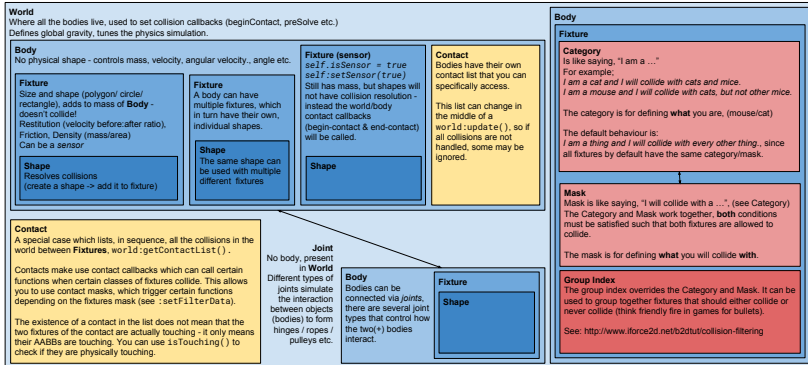 World
Where all the bodies live, used to set collision callbacks (beginContact, preSolve etc.)
Defines global gravity, tunes the physics simulation.
Body
No physical shape - controls mass, velocity, angular velocity., angle etc.
Fixture
Size and shape (polygon/ circle/
rectangle), adds to mass of Body -
doesn't collide!
Restitution (velocity before:after ratio),
Friction, Density (mass/area)
Can be a sensor
Shape
Resolves collisions
(create a shape -> add it to fixture)
Fixture
A body can have
multiple fixtures, which
in turn have their own,
individual shapes.
Shape
The same shape can
be used with multiple
different fixtures
Fixture (sensor)
self.isSensor = true
self:setSensor(true)
Still has mass, but shapes will
not have collision resolution -
instead the world/body
contact callbacks
(begin-contact & end-contact)
will be called.
Shape
Contact
Bodies have their own
contact list that you can
specifically access.
This list can change in
the middle of a
world:update(), so if
all collisions are not
handled, some may be
ignored.
Contact
A special case which lists, in sequence, all the collisions in the
world between Fixtures, world:getContactList().
Contacts make use contact callbacks which can call certain
functions when certain classes of fixtures collide. This allows
you to use contact masks, which trigger certain functions
depending on the fixtures mask (see :setFilterData).
The existence of a contact in the list does not mean that the
two fixtures of the contact are actually touching - it only means
their AABBs are touching. You can use isTouching() to
check if they are physically touching.
Joint
No body, present
in World
Different types of
joints simulate
the interaction
between objects
(bodies) to form
hinges / ropes /
pulleys etc.
Body
Bodies can be
connected via joints,
there are several joint
types that control how
the two(+) bodies
interact.
Fixture
Shape
Body
Fixture
Category
Is like saying, "I am a …"
For example;
I am a cat and I will collide with cats and mice.
I am a mouse and I will collide with cats, but not other mice.
The category is for defining what you are, (mouse/cat)
The default behaviour is:
I am a thing and I will collide with every other thing., since
all fixtures by default have the same category/mask.
Mask
Mask is like saying, "I will collide with a …", (see Category)
The Category and Mask work together, both conditions
must be satisfied such that both fixtures are allowed to
collide.
The mask is for defining what you will collide with.
Group Index
The group index overrides the Category and Mask. It can be
used to group together fixtures that should either collide or
never collide (think friendly fire in games for bullets).
See: http://www.iforce2d.net/b2dtut/collision-filtering